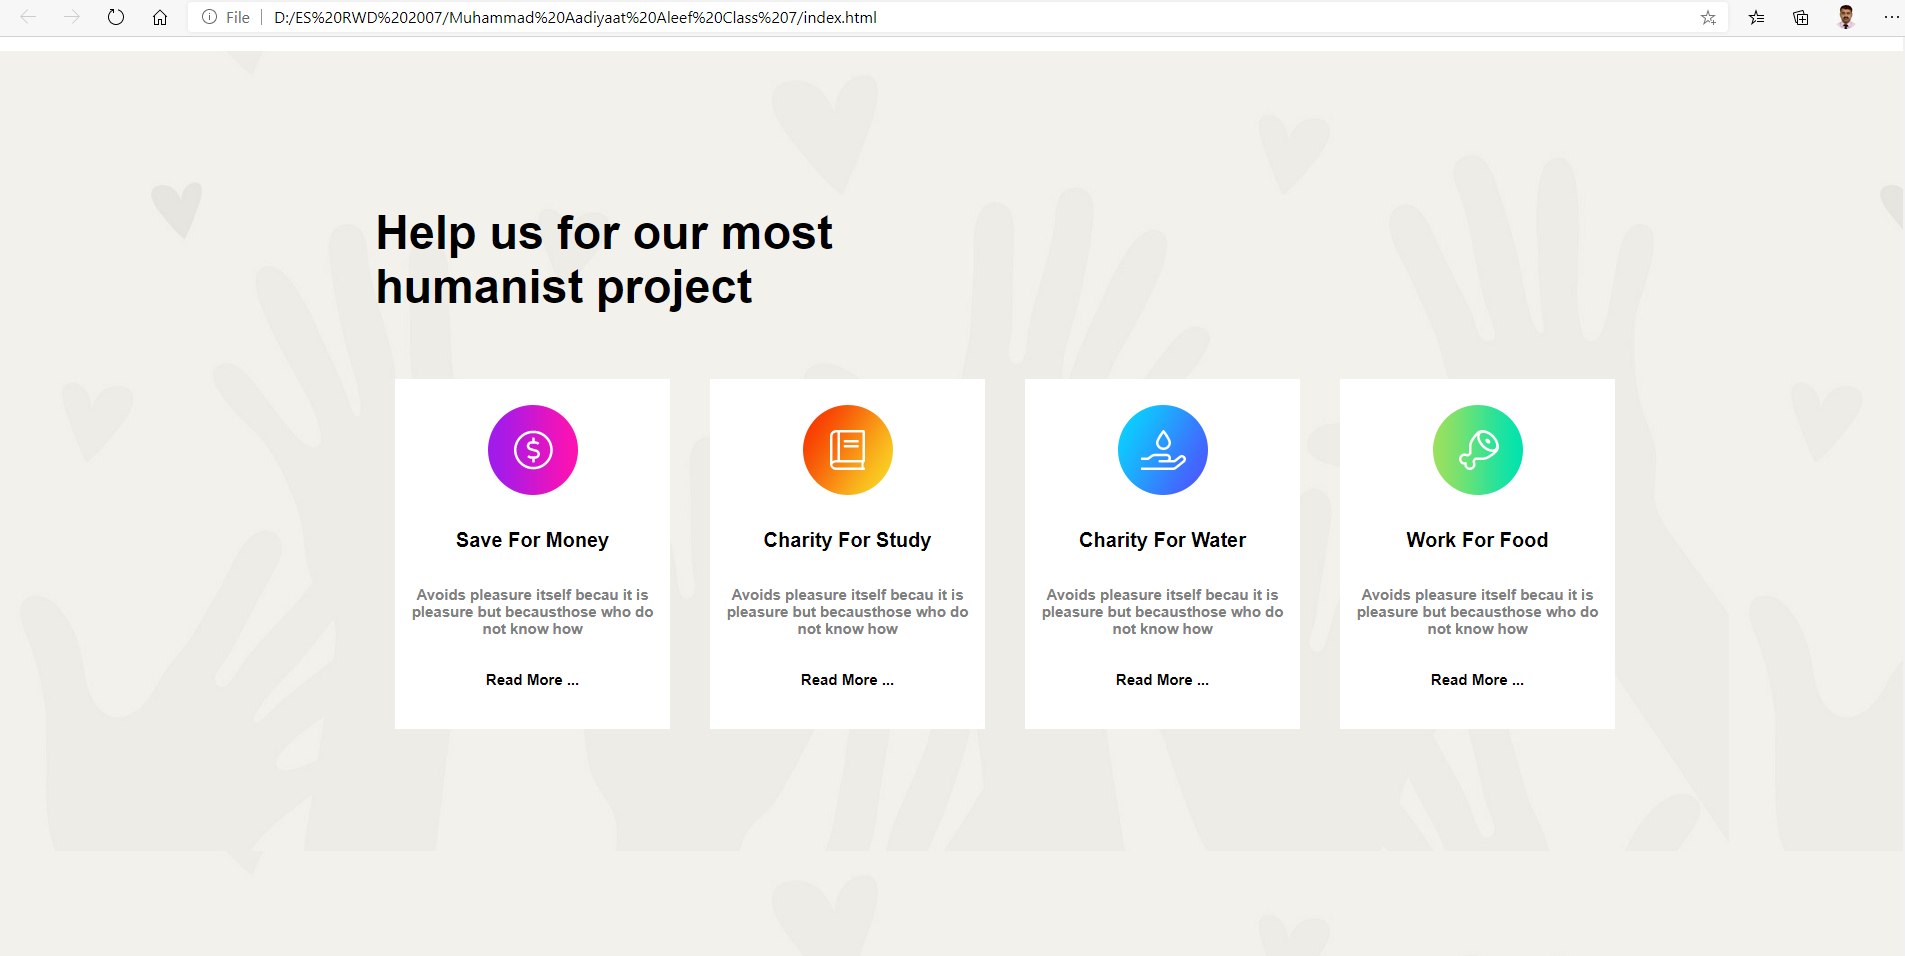 File
D:/ES%20RWD%202007/Muhammad%20Aadiyaat%20Aleef%20Class%207/index.html
Help us for our most
humanist project
Save For Money
Avoids pleasure itself becau it is
pleasure but becausthose who do
not know how
Read More ...
Charity For Study
Avoids pleasure itself becau it is
pleasure but becausthose who do
not know how
Read More ...
Charity For Water
Avoids pleasure itself becau it is
pleasure but becausthose who do
not know how
Read More ...
Work For Food
Avoids pleasure itself becau it is
pleasure but becausthose who do
not know how
Read More ...